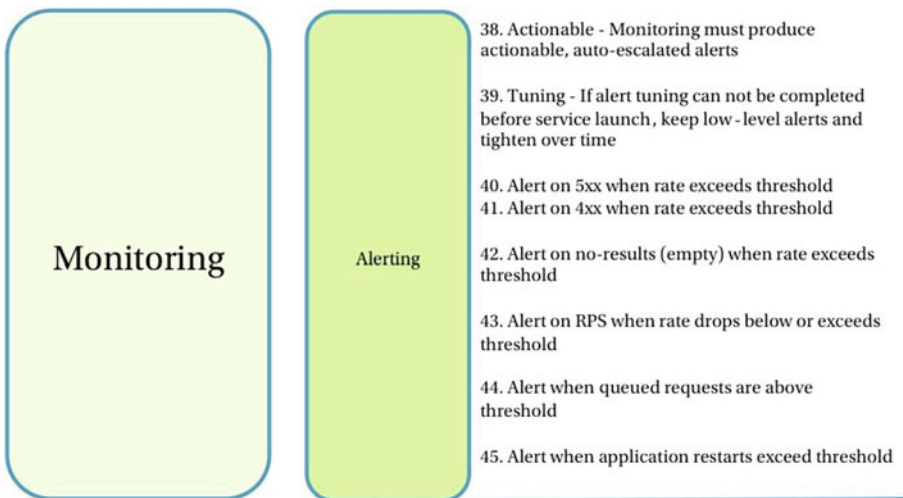 Monitoring
Alerting
38. Actionable - Monitoring must produce
actionable, auto-escalated alerts
39. Tuning - If alert tuning can not be completed
before service launch, keep low-level alerts and
tighten over time
40. Alert on 5xx when rate exceeds threshold
41. Alert on 4xx when rate exceeds threshold
42. Alert on no-results (empty) when rate exceeds
threshold
43. Alert on RPS when rate drops below or exceeds
threshold
44. Alert when queued requests are above
threshold
45. Alert when application restarts exceed threshold